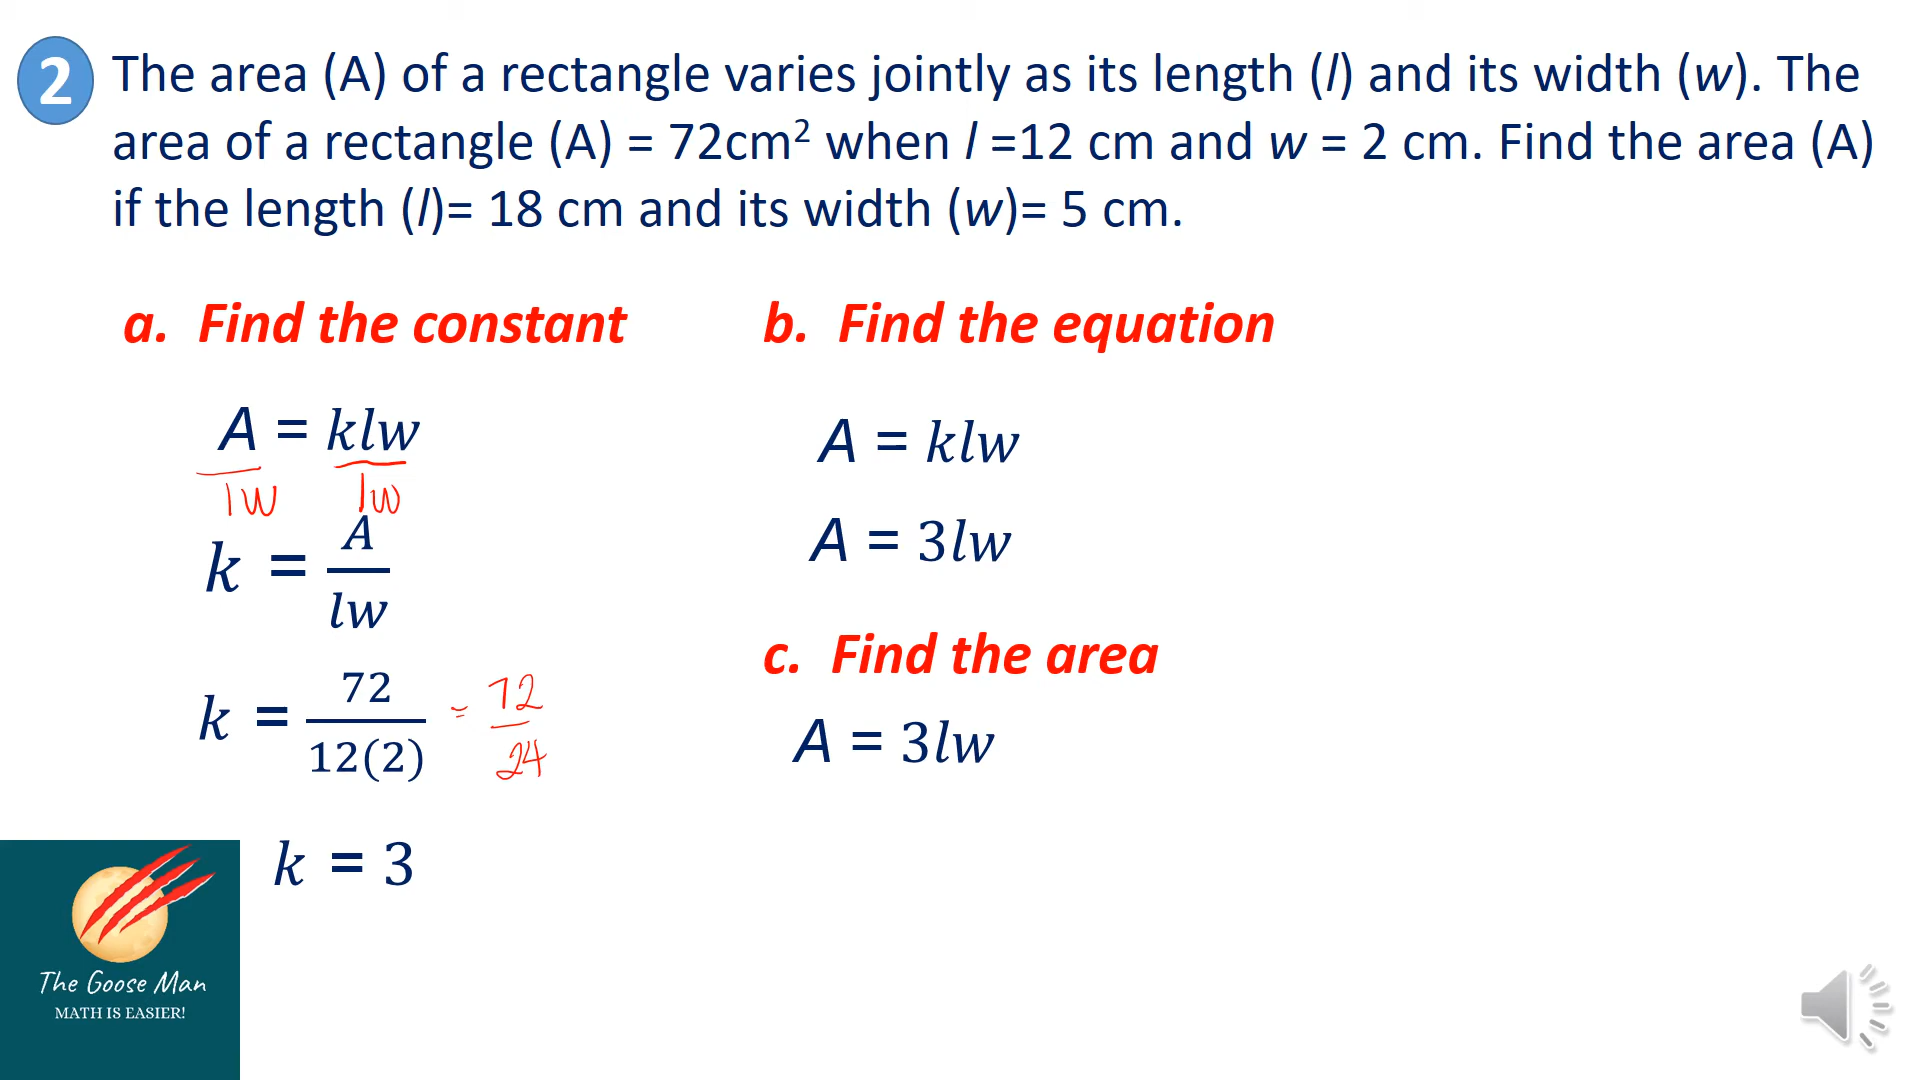 2
The area (A) of a rectangle varies jointly as its length (l) and its width (w). The
area of a rectangle (A) = 72cm² when l =12 cm and w = 2 cm. Find the area (A)
if the length (l)= 18 cm and its width (w)= 5 cm.
a. Find the constant
A = klw
lw lw
k = A/lw
k = 72/12(2) = 72/24
k = 3
b. Find the equation
A = klw
A = 3lw
c. Find the area
A = 3lw
The Goose Man
MATH IS EASIER!